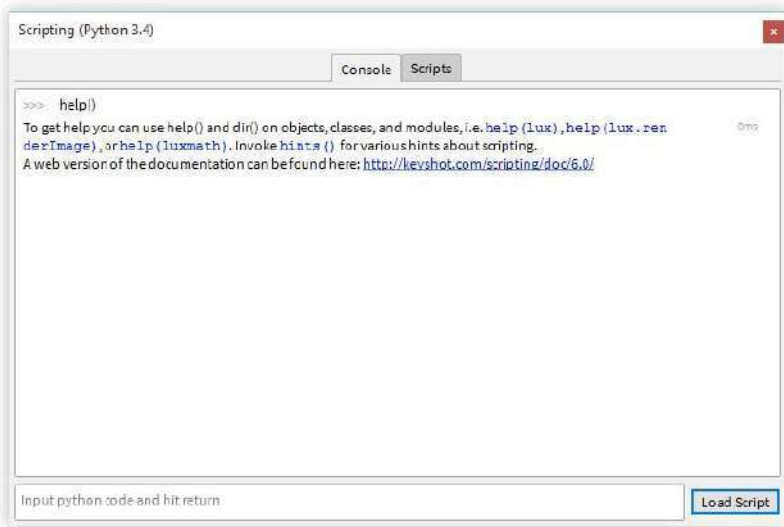 Scripting (Python 3.4)
x
Console Scripts
>>> help()
To get help you can use help() and dir() on objects, classes, and modules, i.e. help(lux), help(lux.ren 0ms
derImage), or help(luxmath). Invoke hints() for various hints about scripting.
A web version of the documentation can be found here: http://keyshot.com/scripting/doc/6.0/
Input python code and hit return Load Script